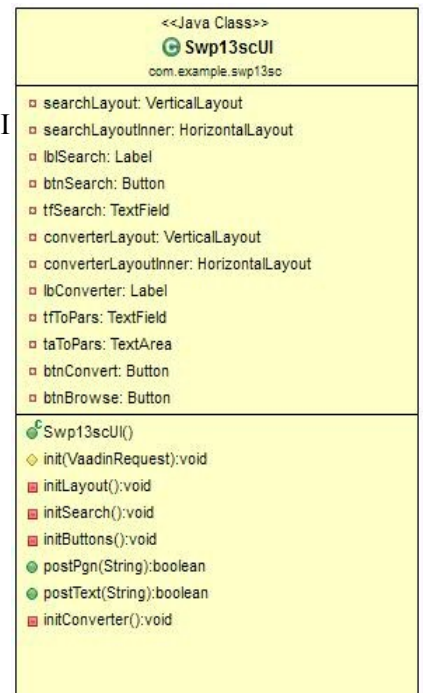 <<Java Class>>
Swp13scUI
com.example.swp13sc
searchLayout: VerticalLayout
I
searchLayoutInner: HorizontalLayout
lblSearch: Label
btnSearch: Button
tfSearch: TextField
converterLayout: VerticalLayout
converterLayoutInner: HorizontalLayout
lbConverter: Label
tfToPars: TextField
taToPars: TextArea
btnConvert: Button
btnBrowse: Button
Swp13scUI()
init(VaadinRequest):void
initLayout():void
initSearch():void
initButtons():void
postPgn(String):boolean
postText(String):boolean
initConverter():void